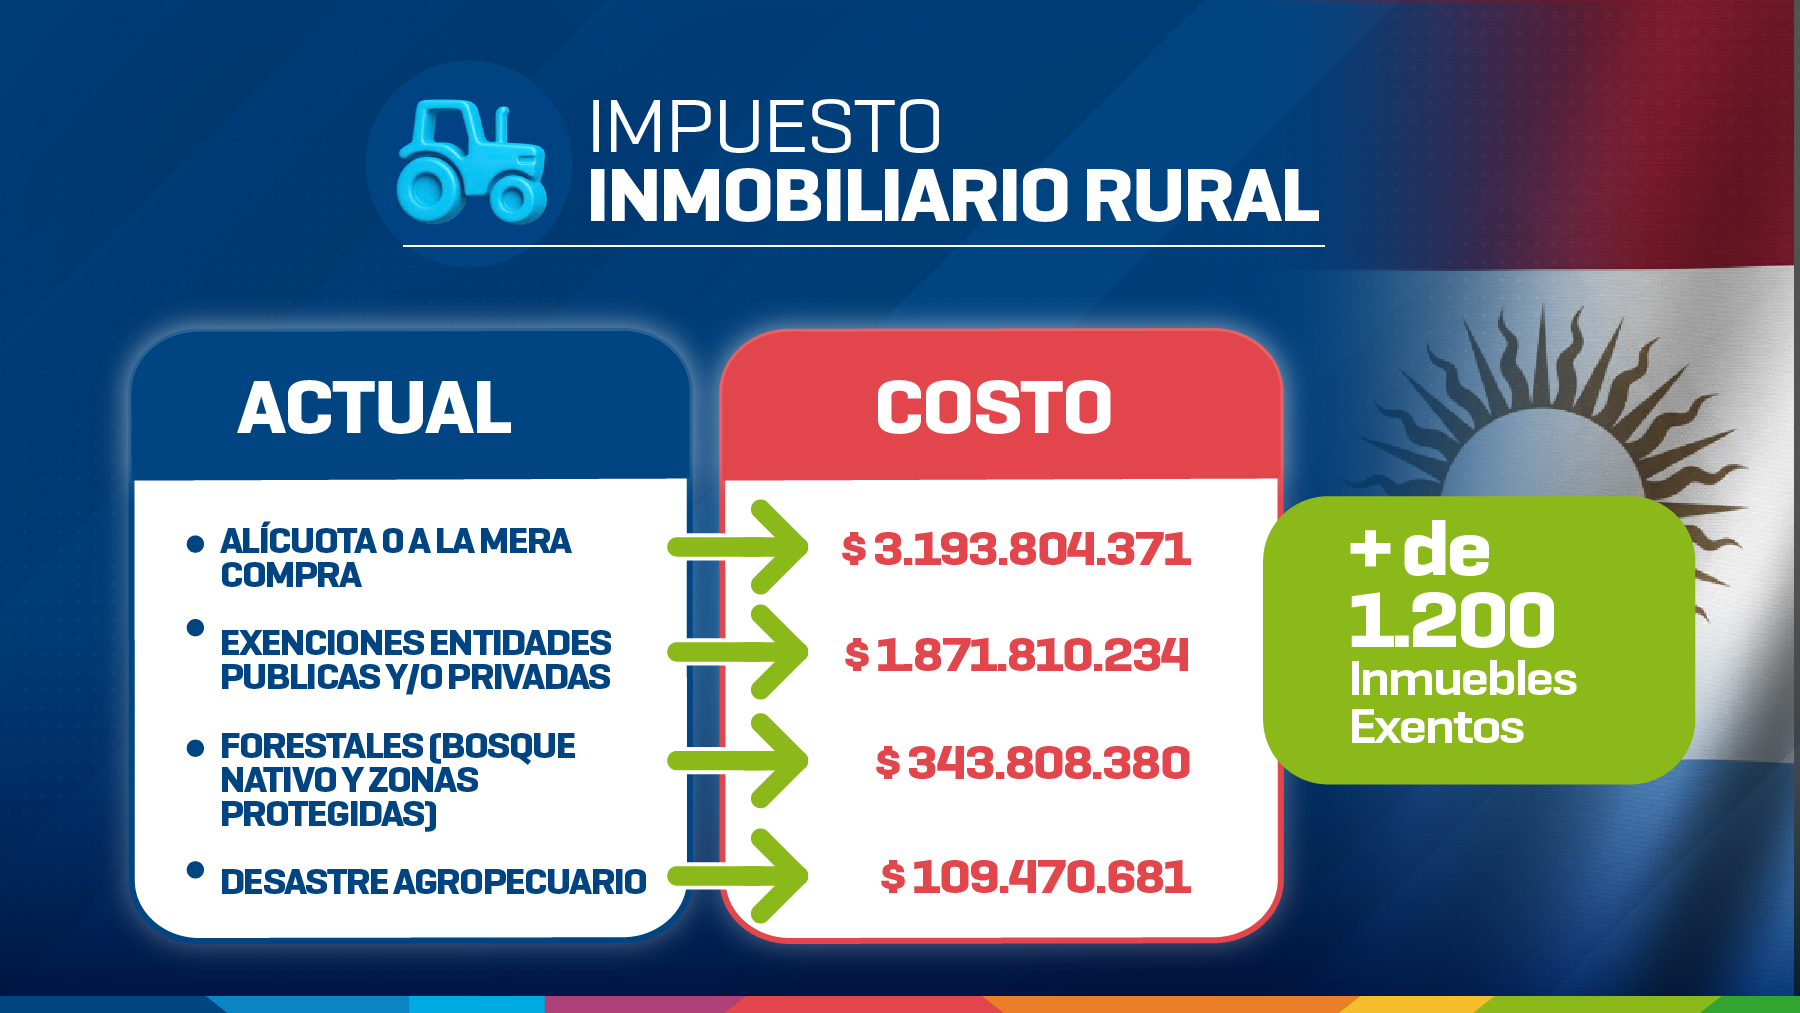 IMPUESTO
INMOBILIARIO RURAL
ACTUAL
COSTO
• ALÍCUOTA 0 A LA MERA
COMPRA
$ 3.193.804.371
• EXENCIONES ENTIDADES
PUBLICAS Y/O PRIVADAS
$ 1.871.810.234
• FORESTALES (BOSQUE
NATIVO Y ZONAS
PROTEGIDAS)
$ 343.808.380
• DESASTRE AGROPECUARIO
$ 109.470.681
+ de
1.200
Inmuebles
Exentos